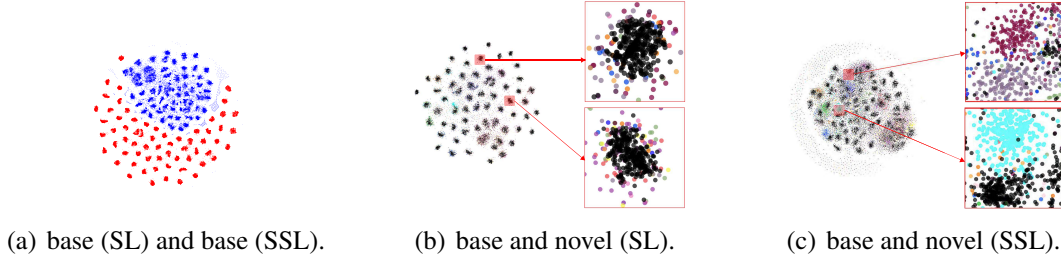 (a) base (SL) and base (SSL).
(b) base and novel (SL).
(c) base and novel (SSL).